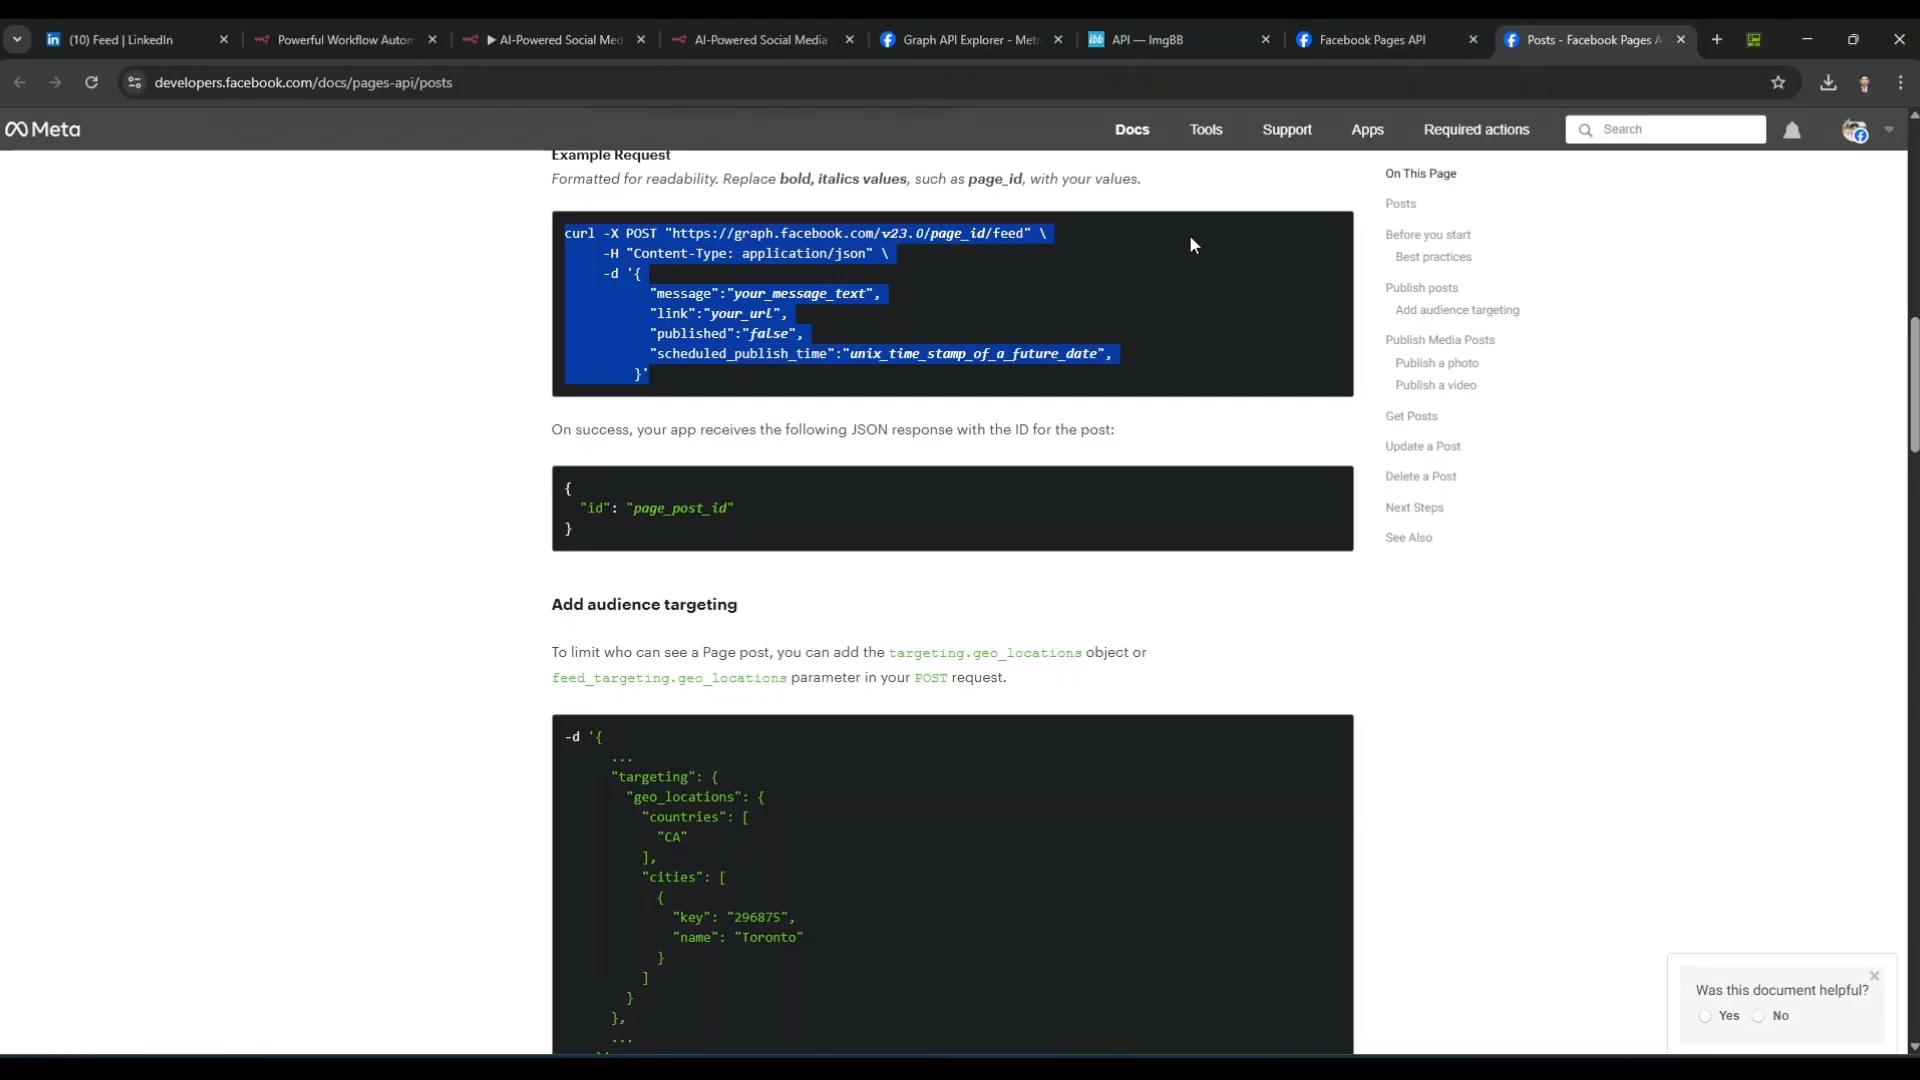 (10) Feed | LinkedIn
Powerful Workflow Autom
▶ AI-Powered Social Med
AI-Powered Social Media
Graph API Explorer - Meta
API — ImgBB
Facebook Pages API
Posts - Facebook Pages A
developers.facebook.com/docs/pages-api/posts
Meta
Docs
Tools
Support
Apps
Required actions
Search
Example Request
Formatted for readability. Replace bold, italics values, such as page_id, with your values.
curl -X POST "https://graph.facebook.com/v23.0/page_id/feed" \
-H "Content-Type: application/json" \
-d '{
"message":"your_message_text",
"link":"your_url",
"published":"false",
"scheduled_publish_time":"unix_time_stamp_of_a_future_date",
}'
On success, your app receives the following JSON response with the ID for the post:
{
"id": "page_post_id"
}
Add audience targeting
To limit who can see a Page post, you can add the targeting.geo_locations object or
feed_targeting.geo_locations parameter in your POST request.
-d '{
...
"targeting": {
"geo_locations": {
"countries": [
"CA"
],
"cities": [
{
"key": "296875",
"name": "Toronto"
}
]
}
},
...
On This Page
Posts
Before you start
Best practices
Publish posts
Add audience targeting
Publish Media Posts
Publish a photo
Publish a video
Get Posts
Update a Post
Delete a Post
Next Steps
See Also
Was this document helpful?
Yes
No